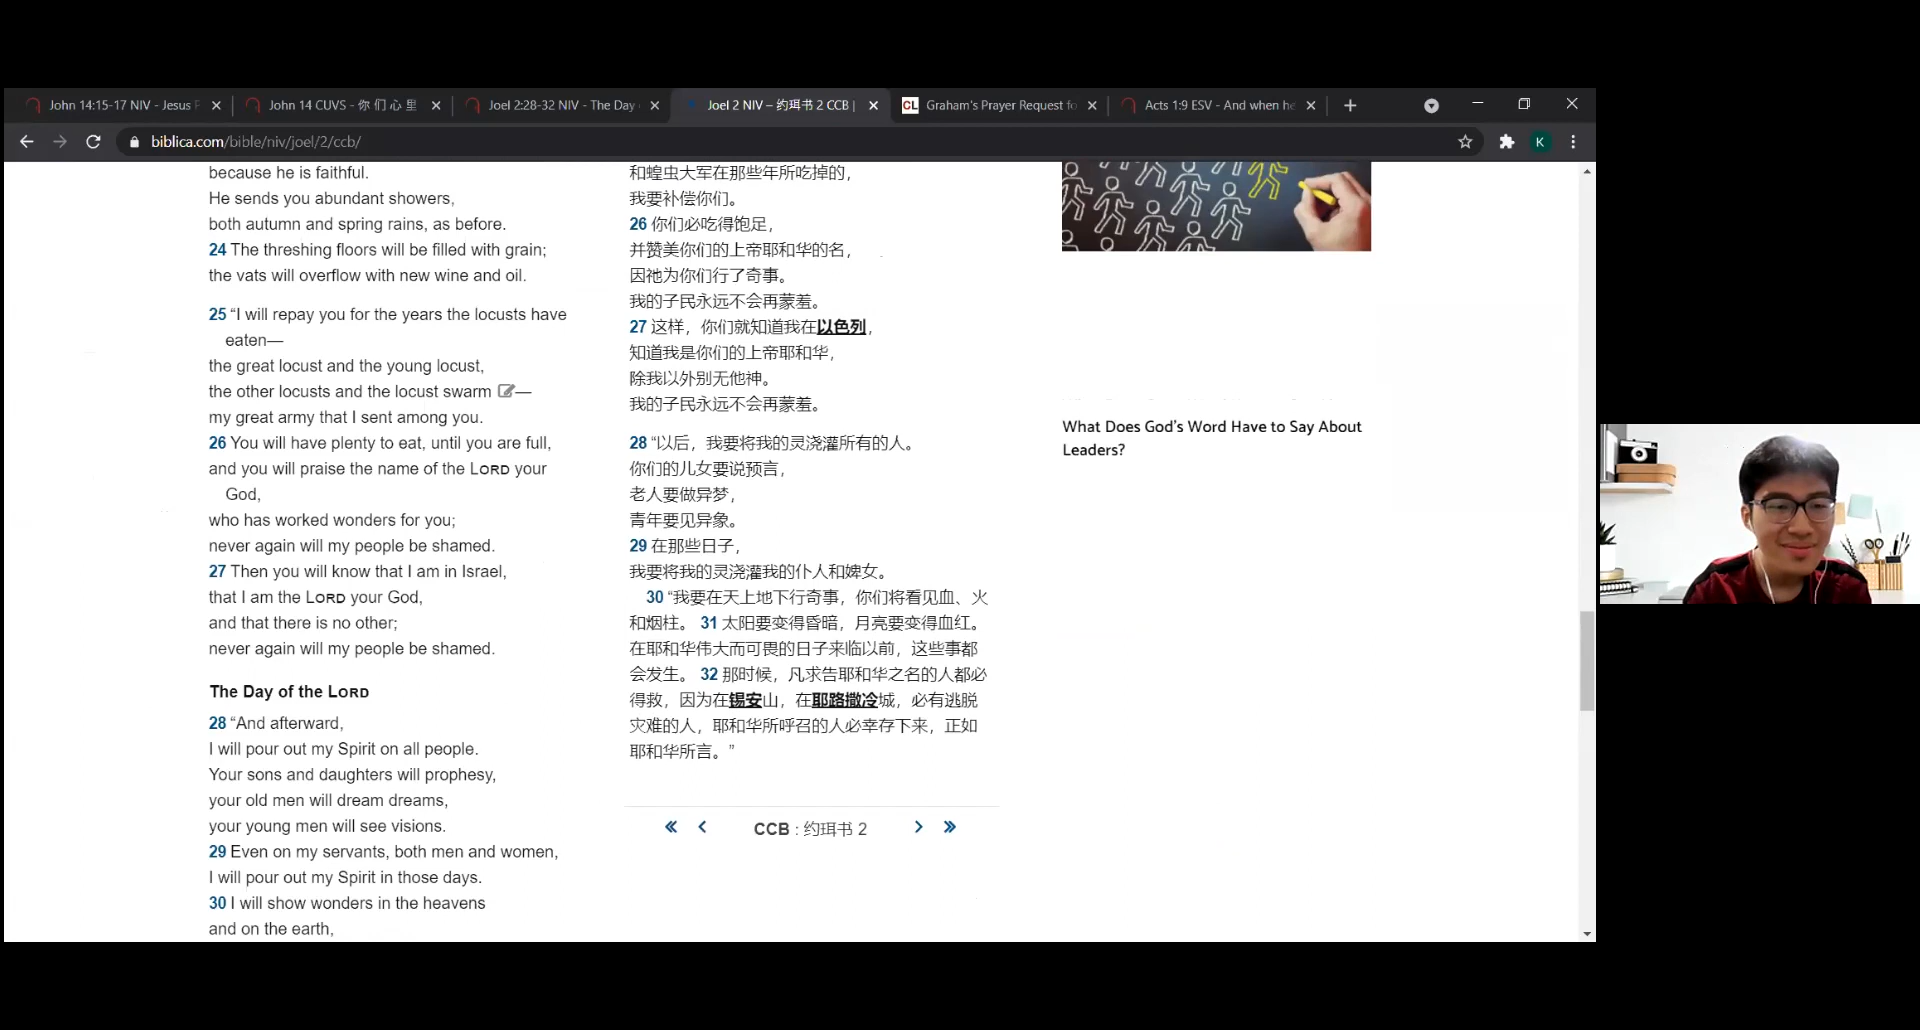 John 14:15-17 NIV - Jesus P
John 14 CUVS - 你 们 心 里
Joel 2:28-32 NIV - The Day
Joel 2 NIV – 约珥书 2 CCB |
CL Graham's Prayer Request fo
Acts 1:9 ESV - And when he
biblica.com/bible/niv/joel/2/ccb/
K
because he is faithful.
He sends you abundant showers,
both autumn and spring rains, as before.
24 The threshing floors will be filled with grain;
the vats will overflow with new wine and oil.
25 “I will repay you for the years the locusts have
eaten—
the great locust and the young locust,
the other locusts and the locust swarm —
my great army that I sent among you.
26 You will have plenty to eat, until you are full,
and you will praise the name of the LORD your
God,
who has worked wonders for you;
never again will my people be shamed.
27 Then you will know that I am in Israel,
that I am the LORD your God,
and that there is no other;
never again will my people be shamed.
The Day of the LORD
28 “And afterward,
I will pour out my Spirit on all people.
Your sons and daughters will prophesy,
your old men will dream dreams,
your young men will see visions.
29 Even on my servants, both men and women,
I will pour out my Spirit in those days.
30 I will show wonders in the heavens
and on the earth,
和蝗虫大军在那些年所吃掉的，
我要补偿你们。
26 你们必吃得饱足，
并赞美你们的上帝耶和华的名，
因祂为你们行了奇事。
我的子民永远不会再蒙羞。
27 这样，你们就知道我在以色列，
知道我是你们的上帝耶和华，
除我以外别无他神。
我的子民永远不会再蒙羞。
28 “以后，我要将我的灵浇灌所有的人。
你们的儿女要说预言，
老人要做异梦，
青年要见异象。
29 在那些日子，
我要将我的灵浇灌我的仆人和婢女。
30 “我要在天上地下行奇事，你们将看见血、火
和烟柱。 31 太阳要变得昏暗，月亮要变得血红。
在耶和华伟大而可畏的日子来临以前，这些事都
会发生。 32 那时候，凡求告耶和华之名的人都必
得救，因为在锡安山，在耶路撒冷城，必有逃脱
灾难的人，耶和华所呼召的人必幸存下来，正如
耶和华所言。”
« ‹ CCB : 约珥书 2 › »
What Does God’s Word Have to Say About
Leaders?